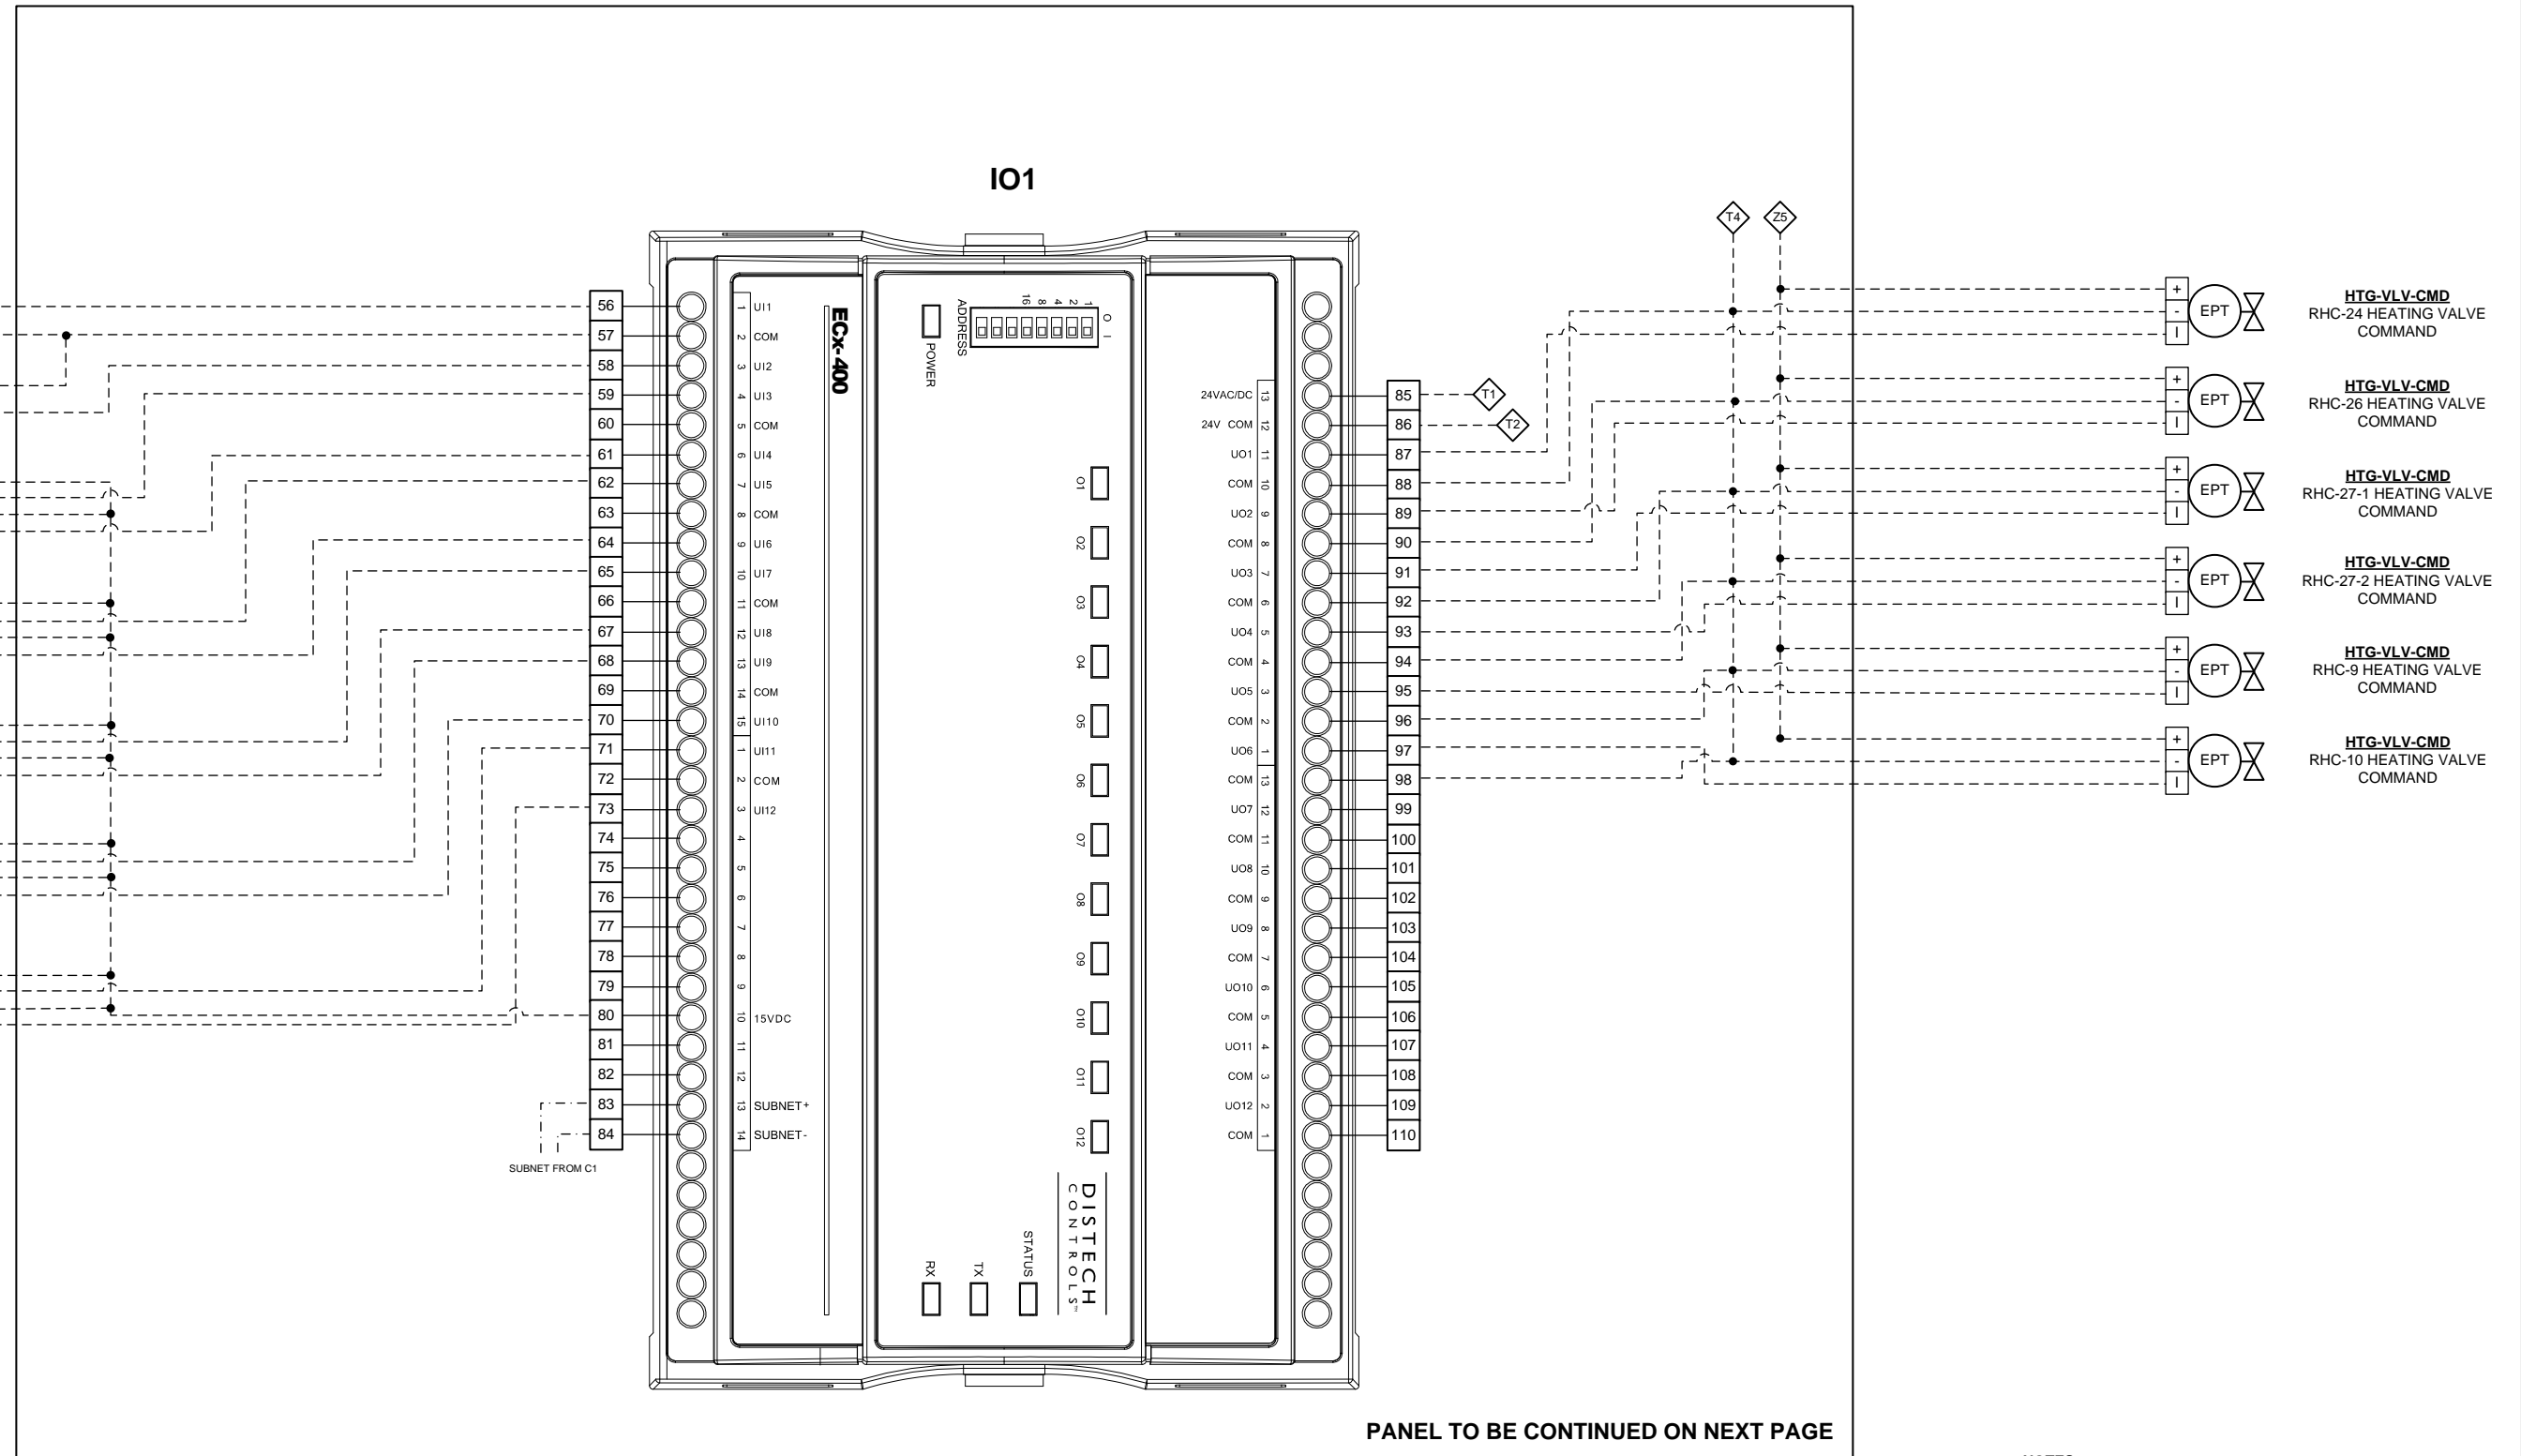 IO1
T4 Z5
56 1 UI1
57 2 COM
58 3 UI2
59 4 UI3
60 5 COM
61 6 UI4
62 7 UI5
63 8 COM
64 9 UI6
65 10 UI7
66 11 COM
67 12 UI8
68 13 UI9
69 14 COM
70 15 UI10
71 1 UI11
72 2 COM
73 3 UI12
74 4
75 5
76 6
77 7
78 8
79 9
80 10 15VDC
81 11
82 12
83 13 SUBNET+
84 14 SUBNET-
SUBNET FROM C1
ECx-400
POWER
ADDRESS
16 8 4 2 1
O I
O1
O2
O3
O4
O5
O6
O7
O8
O9
O10
O11
O12
RX
TX
STATUS
DISTECH
CONTROLS™
24VAC/DC 13 85 T1
24V COM 12 86 T2
UO1 11 87
COM 10 88
UO2 9 89
COM 8 90
UO3 7 91
COM 6 92
UO4 5 93
COM 4 94
UO5 3 95
COM 2 96
UO6 1 97
COM 13 98
UO7 12 99
COM 11 100
UO8 10 101
COM 9 102
UO9 8 103
COM 7 104
UO10 6 105
COM 5 106
UO11 4 107
COM 3 108
UO12 2 109
COM 1 110
+
-
I
EPT
HTG-VLV-CMD
RHC-24 HEATING VALVE
COMMAND
+
-
I
EPT
HTG-VLV-CMD
RHC-26 HEATING VALVE
COMMAND
+
-
I
EPT
HTG-VLV-CMD
RHC-27-1 HEATING VALVE
COMMAND
+
-
I
EPT
HTG-VLV-CMD
RHC-27-2 HEATING VALVE
COMMAND
+
-
I
EPT
HTG-VLV-CMD
RHC-9 HEATING VALVE
COMMAND
+
-
I
EPT
HTG-VLV-CMD
RHC-10 HEATING VALVE
COMMAND
PANEL TO BE CONTINUED ON NEXT PAGE